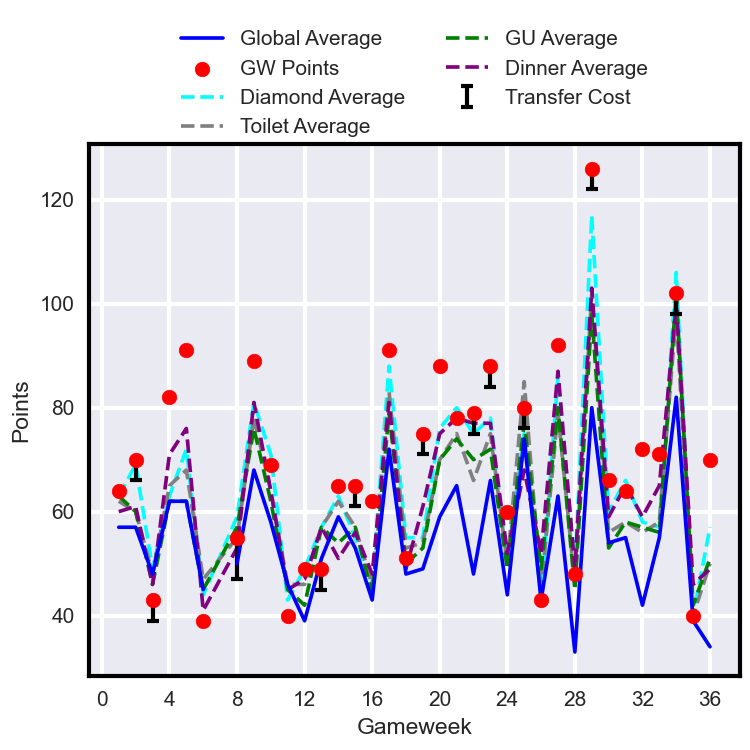 Global Average
GW Points
Diamond Average
Toilet Average
GU Average
Dinner Average
Transfer Cost
120
100
80
60
40
Points
0 4 8 12 16 20 24 28 32 36
Gameweek